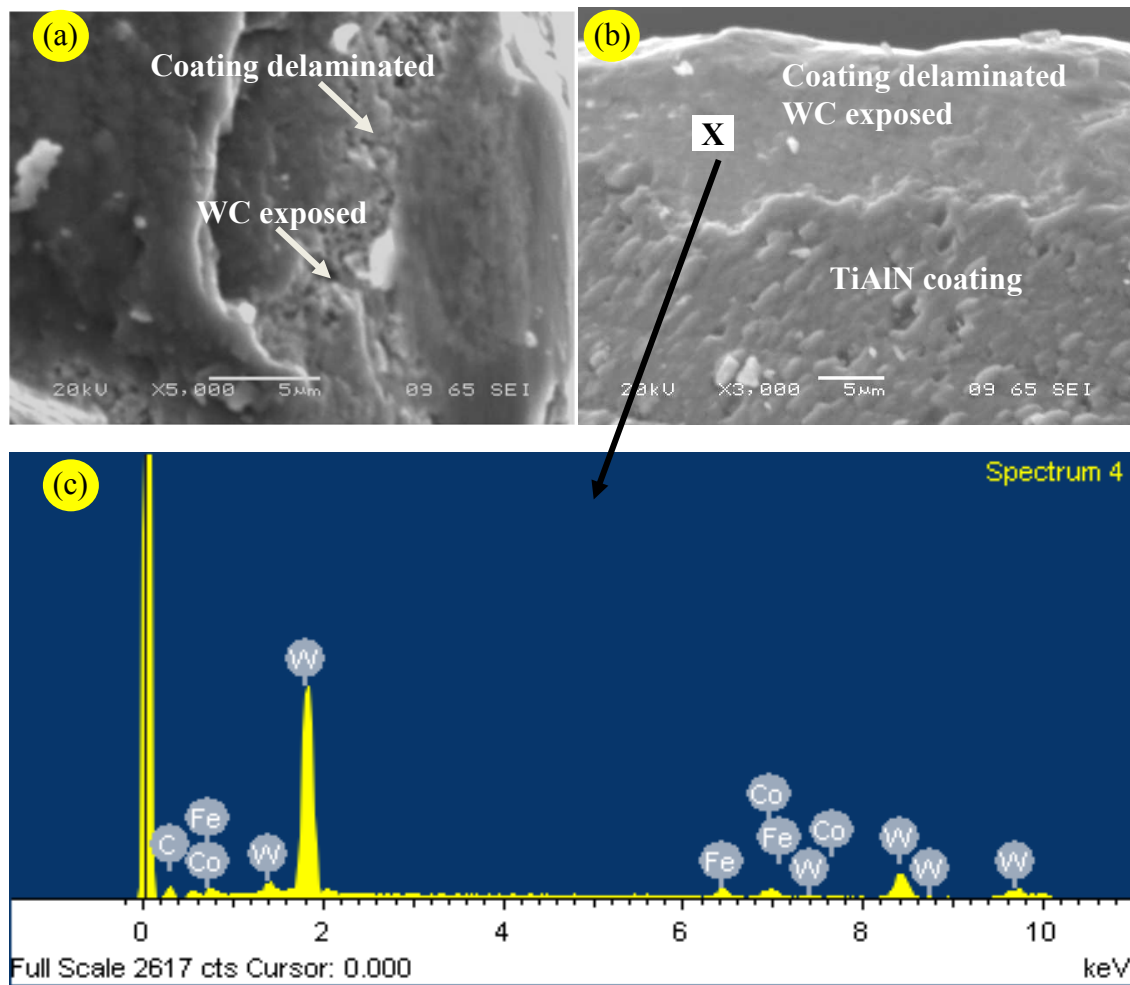 (a)
Coating delaminated
WC exposed
20kV X5,000 5µm 09 65 SEI
(b)
Coating delaminated
WC exposed
X
TiAlN coating
20kV X3,000 5µm 09 65 SEI
(c)
Spectrum 4
W
Co
Fe
Co
Fe
W
C
Co
W
Fe
W
W
W
0 2 4 6 8 10
Full Scale 2617 cts Cursor: 0.000 keV